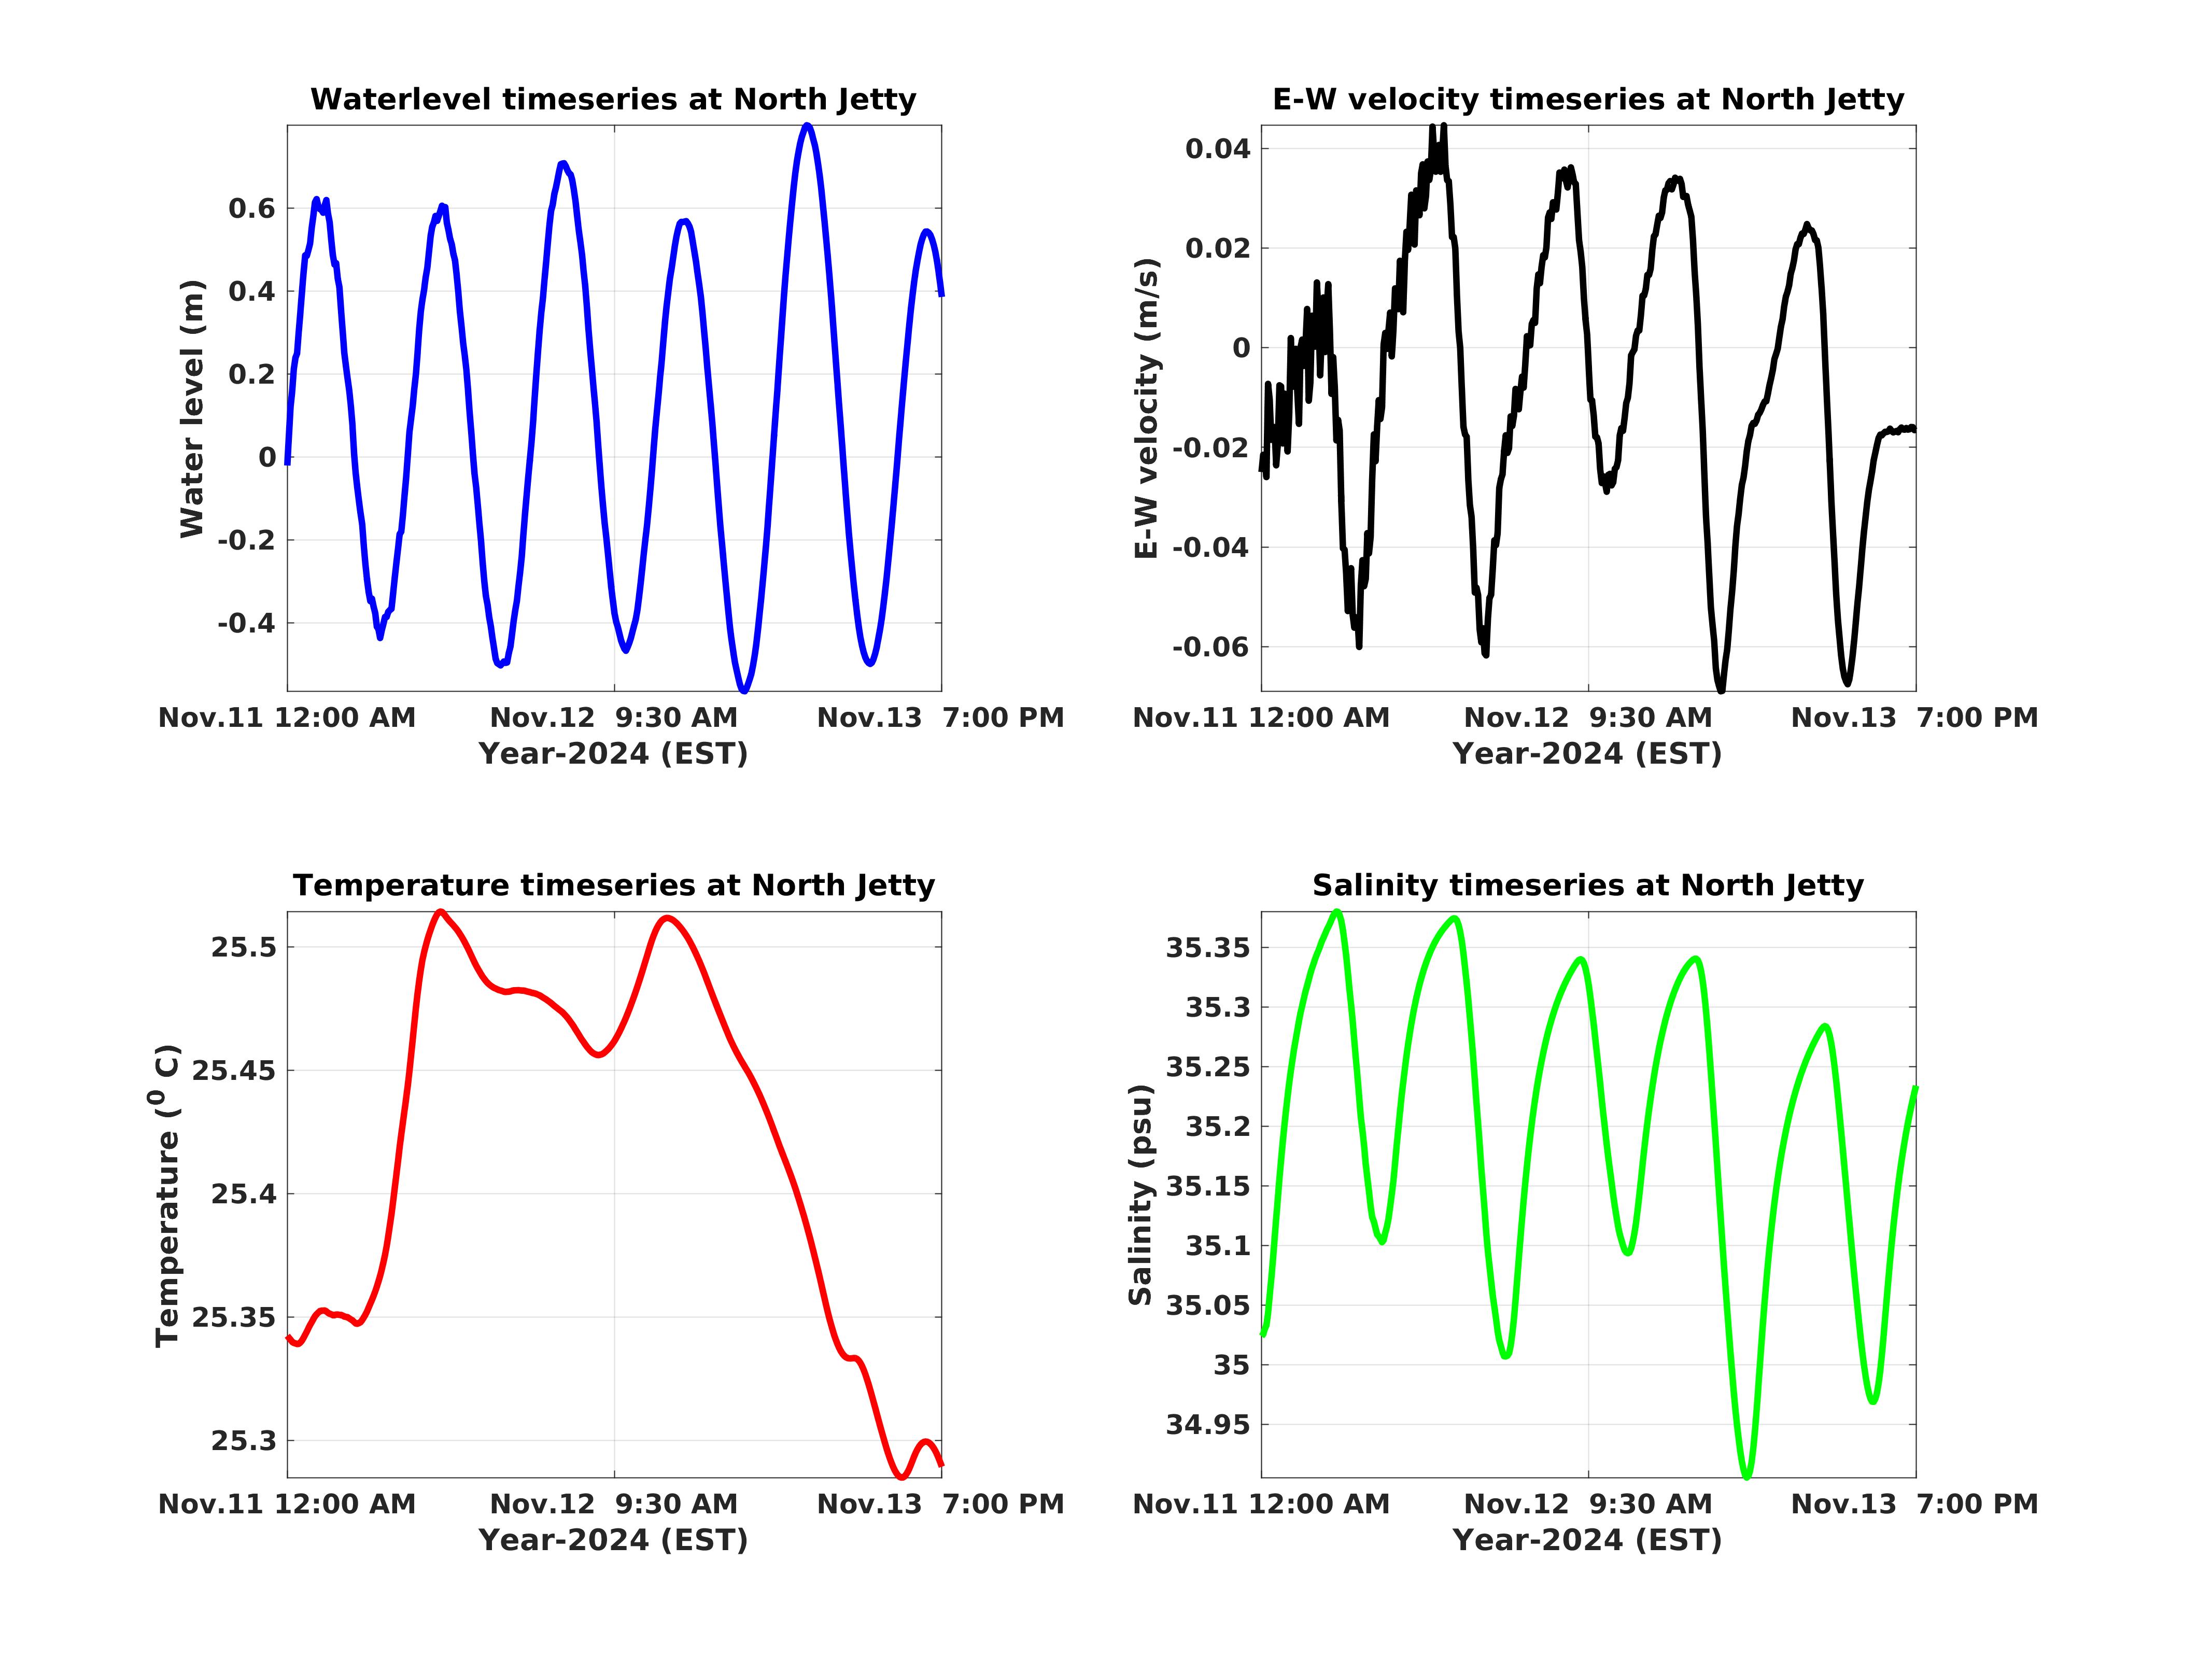 Waterlevel timeseries at North Jetty
Water level (m)
0.6
0.4
0.2
0
-0.2
-0.4
Nov.11 12:00 AM
Nov.12  9:30 AM
Nov.13  7:00 PM
Year-2024 (EST)
E-W velocity timeseries at North Jetty
E-W velocity (m/s)
0.04
0.02
0
-0.02
-0.04
-0.06
Nov.11 12:00 AM
Nov.12  9:30 AM
Nov.13  7:00 PM
Year-2024 (EST)
Temperature timeseries at North Jetty
Temperature (⁰ C)
25.5
25.45
25.4
25.35
25.3
Nov.11 12:00 AM
Nov.12  9:30 AM
Nov.13  7:00 PM
Year-2024 (EST)
Salinity timeseries at North Jetty
Salinity (psu)
35.35
35.3
35.25
35.2
35.15
35.1
35.05
35
34.95
Nov.11 12:00 AM
Nov.12  9:30 AM
Nov.13  7:00 PM
Year-2024 (EST)